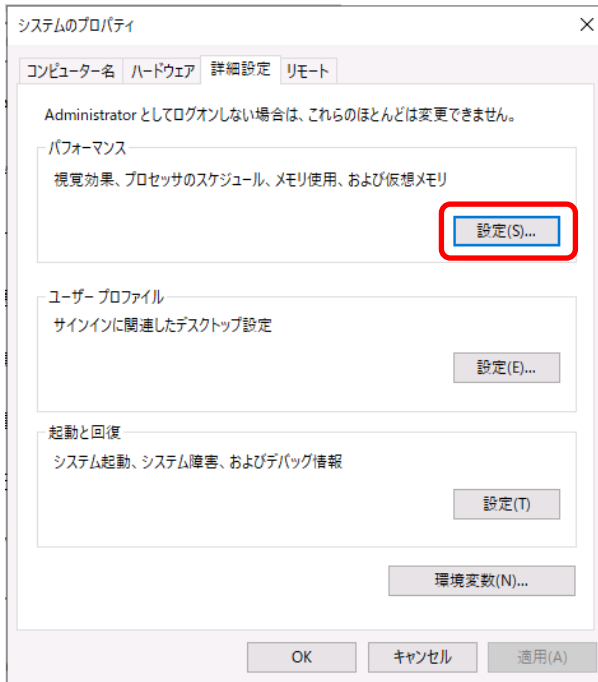 システムのプロパティ
コンピューター名 ハードウェア 詳細設定 リモート
Administrator としてログオンしない場合は、これらのほとんどは変更できません。
パフォーマンス
視覚効果、プロセッサのスケジュール、メモリ使用、および仮想メモリ
設定(S)...
ユーザー プロファイル
サインインに関連したデスクトップ設定
設定(E)...
起動と回復
システム起動、システム障害、およびデバッグ情報
設定(T)
環境変数(N)...
OK キャンセル 適用(A)